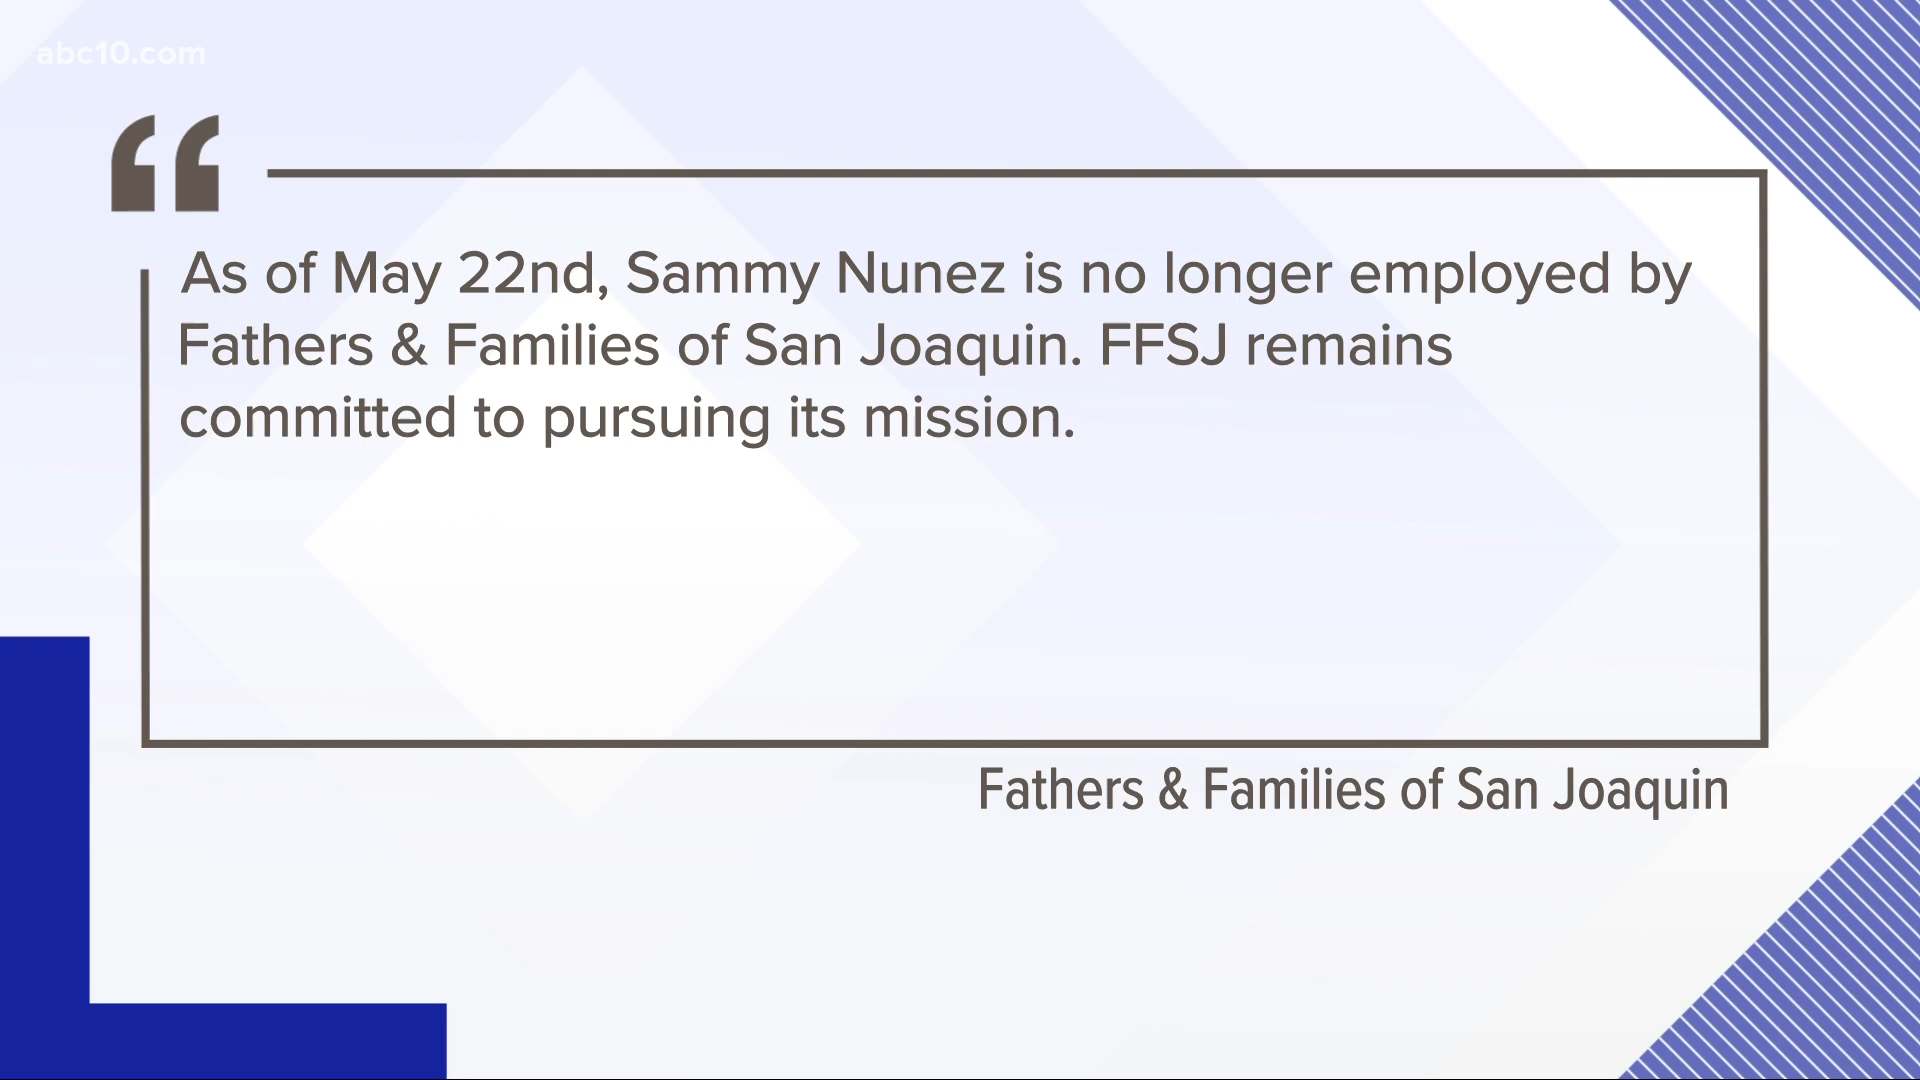 abc10.com
“
As of May 22nd, Sammy Nunez is no longer employed by
Fathers & Families of San Joaquin. FFSJ remains
committed to pursuing its mission.
Fathers & Families of San Joaquin